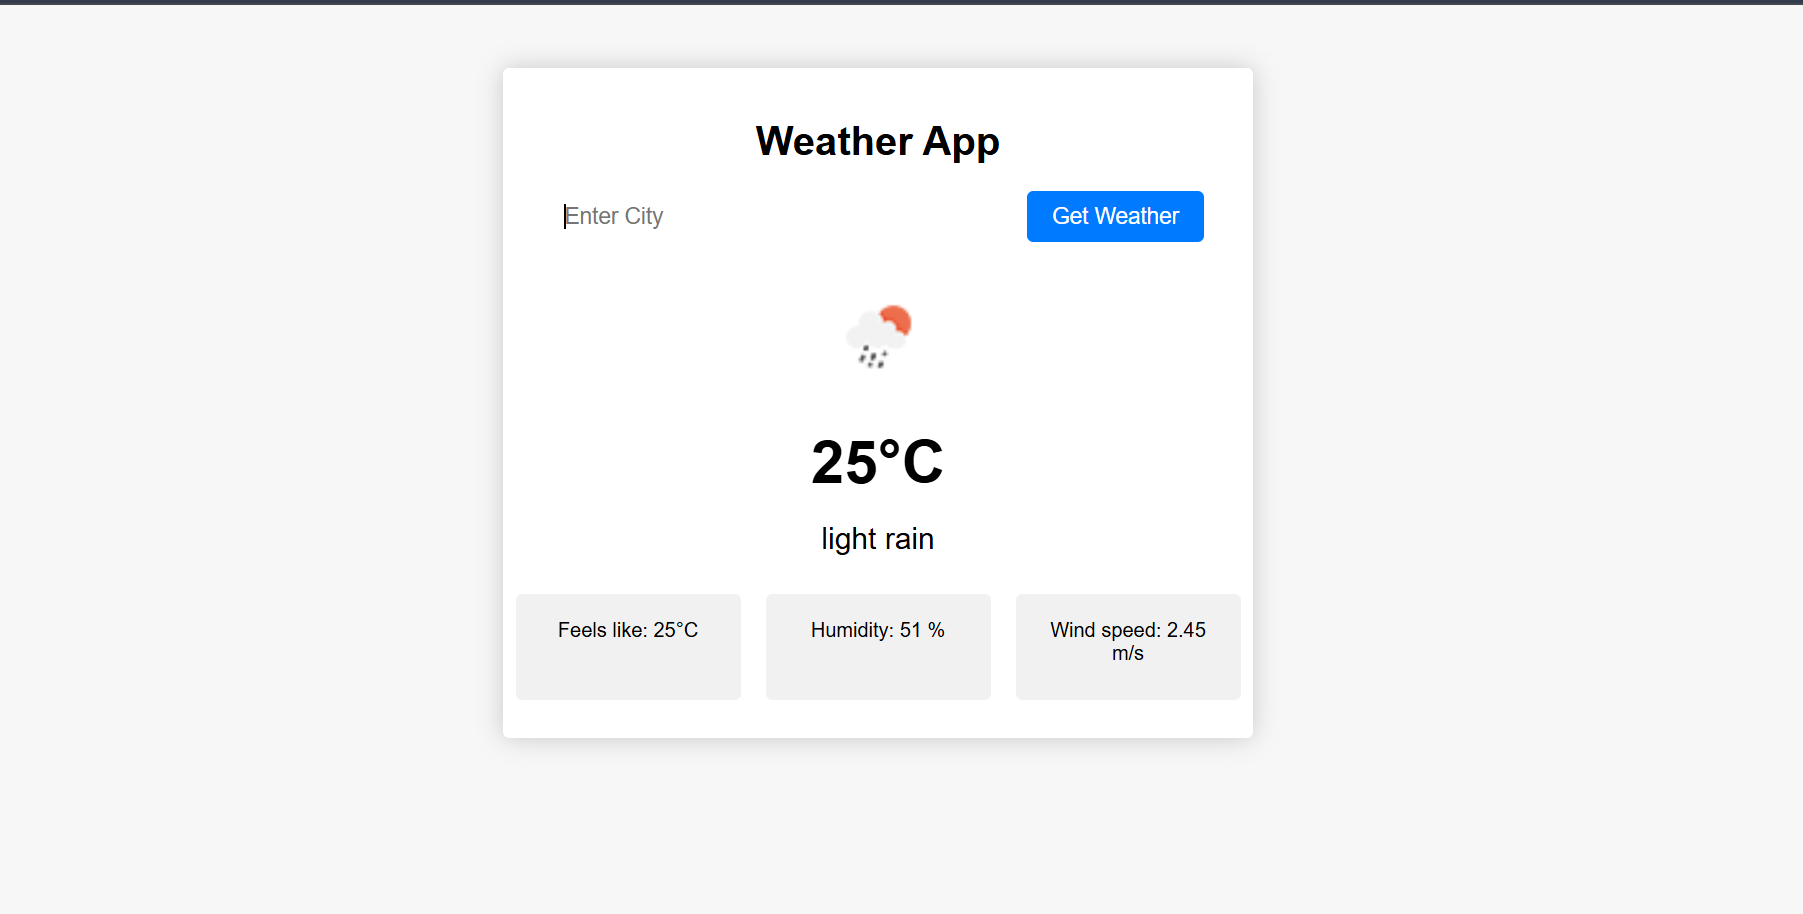 Weather App
Enter City
Get Weather
25°C
light rain
Feels like: 25°C
Humidity: 51 %
Wind speed: 2.45
m/s